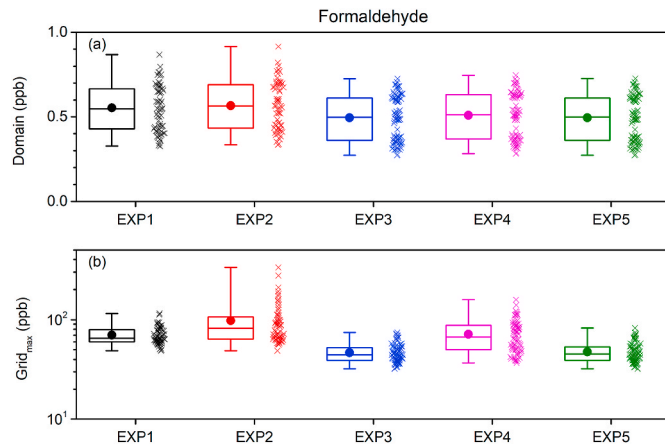 Formaldehyde
(a)
Domain (ppb)
1.0
0.5
0.0
EXP1 EXP2 EXP3 EXP4 EXP5
(b)
Gridmax (ppb)
10²
10¹
EXP1 EXP2 EXP3 EXP4 EXP5